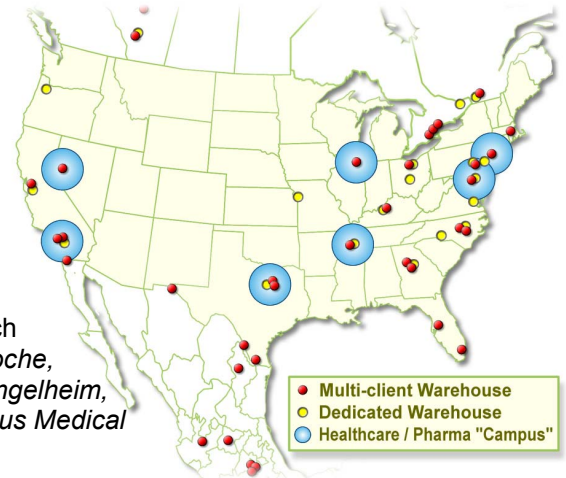 ch
oche,
ngelheim,
us Medical
Multi-client Warehouse
Dedicated Warehouse
Healthcare / Pharma "Campus"